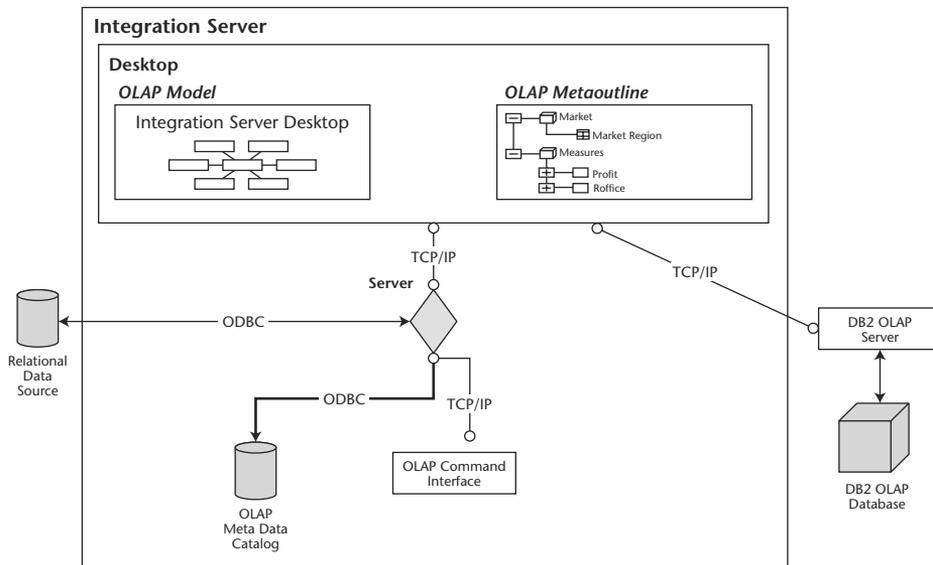 Integration Server
Desktop
OLAP Model
Integration Server Desktop
OLAP Metaoutline
Market
Market Region
Measures
Profit
Roffice
TCP/IP
TCP/IP
Server
ODBC
Relational
Data
Source
DB2 OLAP
Server
ODBC
TCP/IP
OLAP Command
Interface
OLAP
Meta Data
Catalog
DB2 OLAP
Database